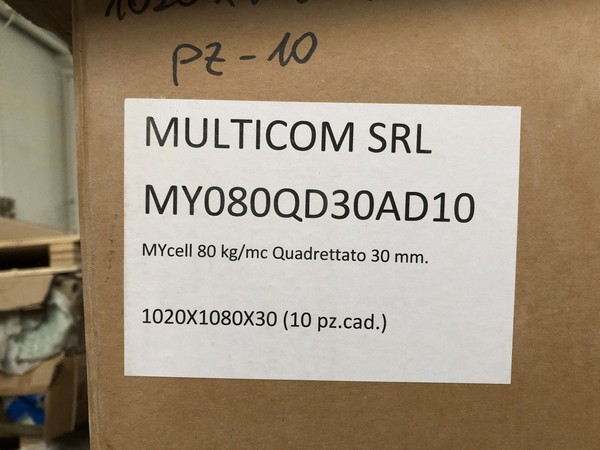 PZ-10
MULTICOM SRL
MY080QD30AD10
MYcell 80 kg/mc Quadrettato 30 mm.
1020X1080X30 (10 pz.cad.)